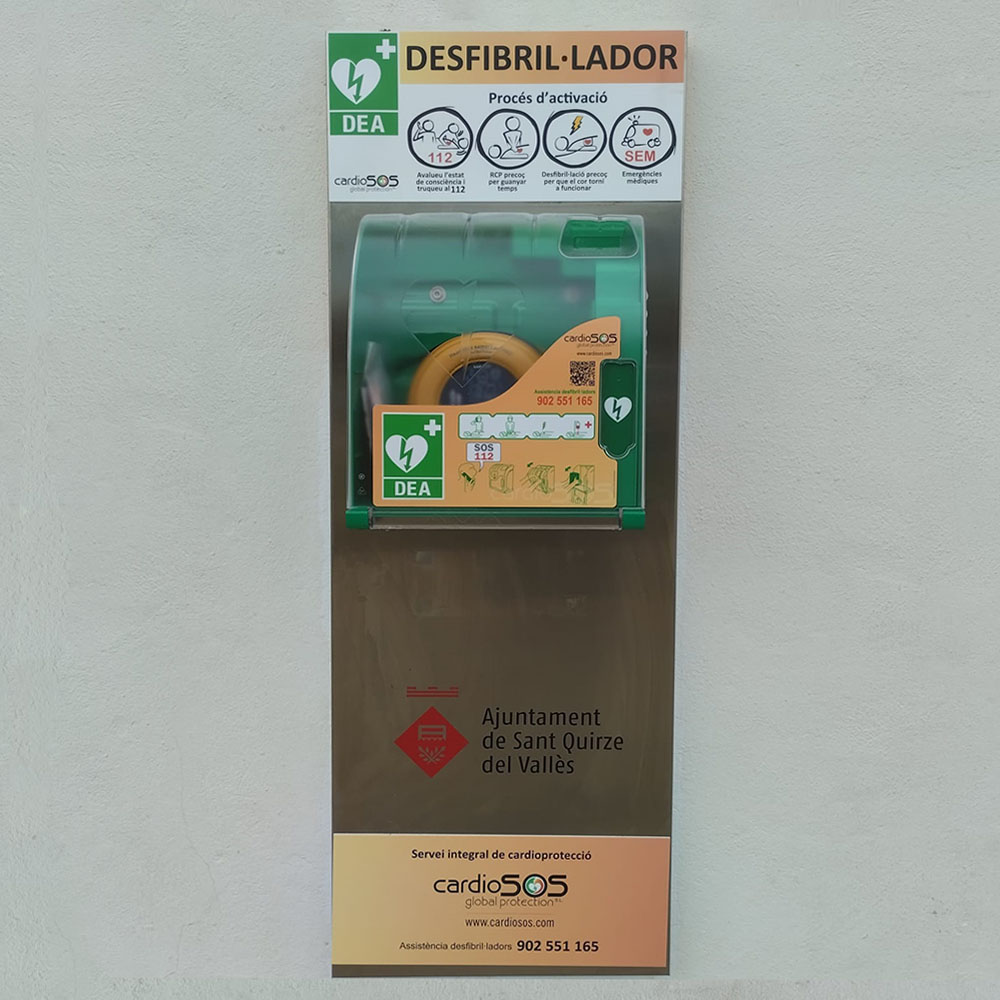 DESFIBRIL·LADOR
DEA
Procés d'activació
112
Avalueu l'estat
de consciència i
truqueu al 112
RCP precoç
per guanyar
temps
Desfibril·lació precoç
per que el cor torni
a funcionar
SEM
Emergències
mèdiques
cardioSOS
global protection
cardioSOS
global protection
www.cardiosos.com
Assistència desfibril·ladors
902 551 165
SOS
112
DEA
Ajuntament
de Sant Quirze
del Vallès
Servei integral de cardioprotecció
cardioSOS
global protection S.L.
www.cardiosos.com
Assistència desfibril·ladors 902 551 165